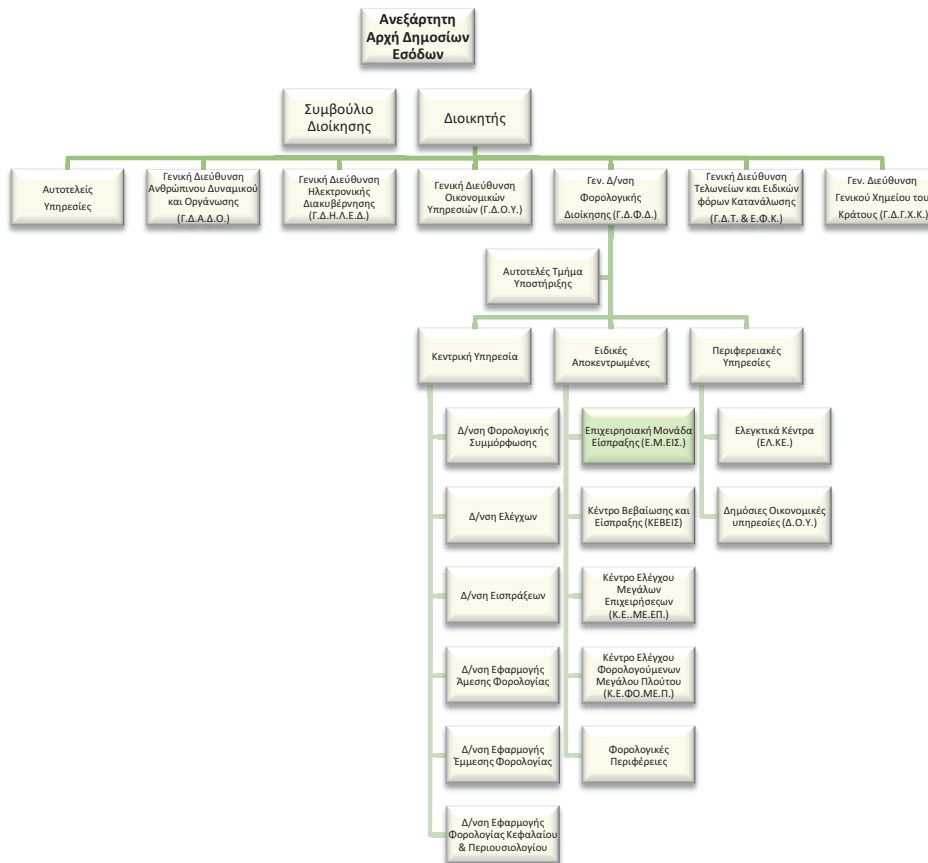 Ανεξάρτητη
Αρχή Δημοσίων
Εσόδων
Συμβούλιο
Διοίκησης
Διοικητής
Αυτοτελείς
Υπηρεσίες
Γενική Διεύθυνση
Ανθρώπινου Δυναμικού
και Οργάνωσης
(Γ.Δ.Α.Δ.Ο.)
Γενική Διεύθυνση
Ηλεκτρονικής
Διακυβέρνησης
(Γ.Δ.Η.Λ.Ε.Δ.)
Γενική Διεύθυνση
Οικονομικών
Υπηρεσιών (Γ.Δ.Ο.Υ.)
Γεν. Δ/νση
Φορολογικής
Διοίκησης (Γ.Δ.Φ.Δ.)
Γενική Διεύθυνση
Τελωνείων και Ειδικών
φόρων Κατανάλωσης
(Γ.Δ.Τ. & Ε.Φ.Κ.)
Γεν. Διεύθυνση
Γενικού Χημείου του
Κράτους (Γ.Δ.Γ.Χ.Κ.)
Αυτοτελές Τμήμα
Υποστήριξης
Κεντρική Υπηρεσία
Ειδικές
Αποκεντρωμένες
Περιφερειακές
Υπηρεσίες
Δ/νση Φορολογικής
Συμμόρφωσης
Δ/νση Ελέγχων
Δ/νση Εισπράξεων
Δ/νση Εφαρμογής
Άμεσης Φορολογίας
Δ/νση Εφαρμογής
Έμμεσης Φορολογίας
Δ/νση Εφαρμογής
Φορολογίας Κεφαλαίου
& Περιουσιολογίου
Επιχειρησιακή Μονάδα
Είσπραξης (Ε.Μ.ΕΙΣ.)
Κέντρο Βεβαίωσης και
Είσπραξης (ΚΕΒΕΙΣ)
Κέντρο Ελέγχου
Μεγάλων
Επιχειρήσεςων
(Κ.Ε..ΜΕ.ΕΠ.)
Κέντρο Ελέγχου
Φορολογούμενων
Μεγάλου Πλούτου
(Κ.Ε.ΦΟ.ΜΕ.Π.)
Φορολογικές
Περιφέρειες
Ελεγκτικά Κέντρα
(ΕΛ.ΚΕ.)
Δημόσιες Οικονομικές
υπηρεσίες (Δ.Ο.Υ.)